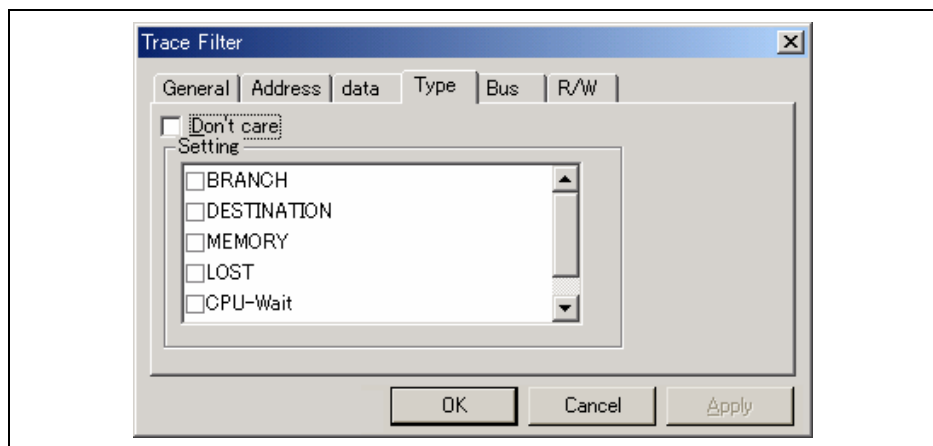 Trace Filter
General Address data Type Bus R/W
Don't care
Setting
BRANCH
DESTINATION
MEMORY
LOST
CPU-Wait
OK Cancel Apply